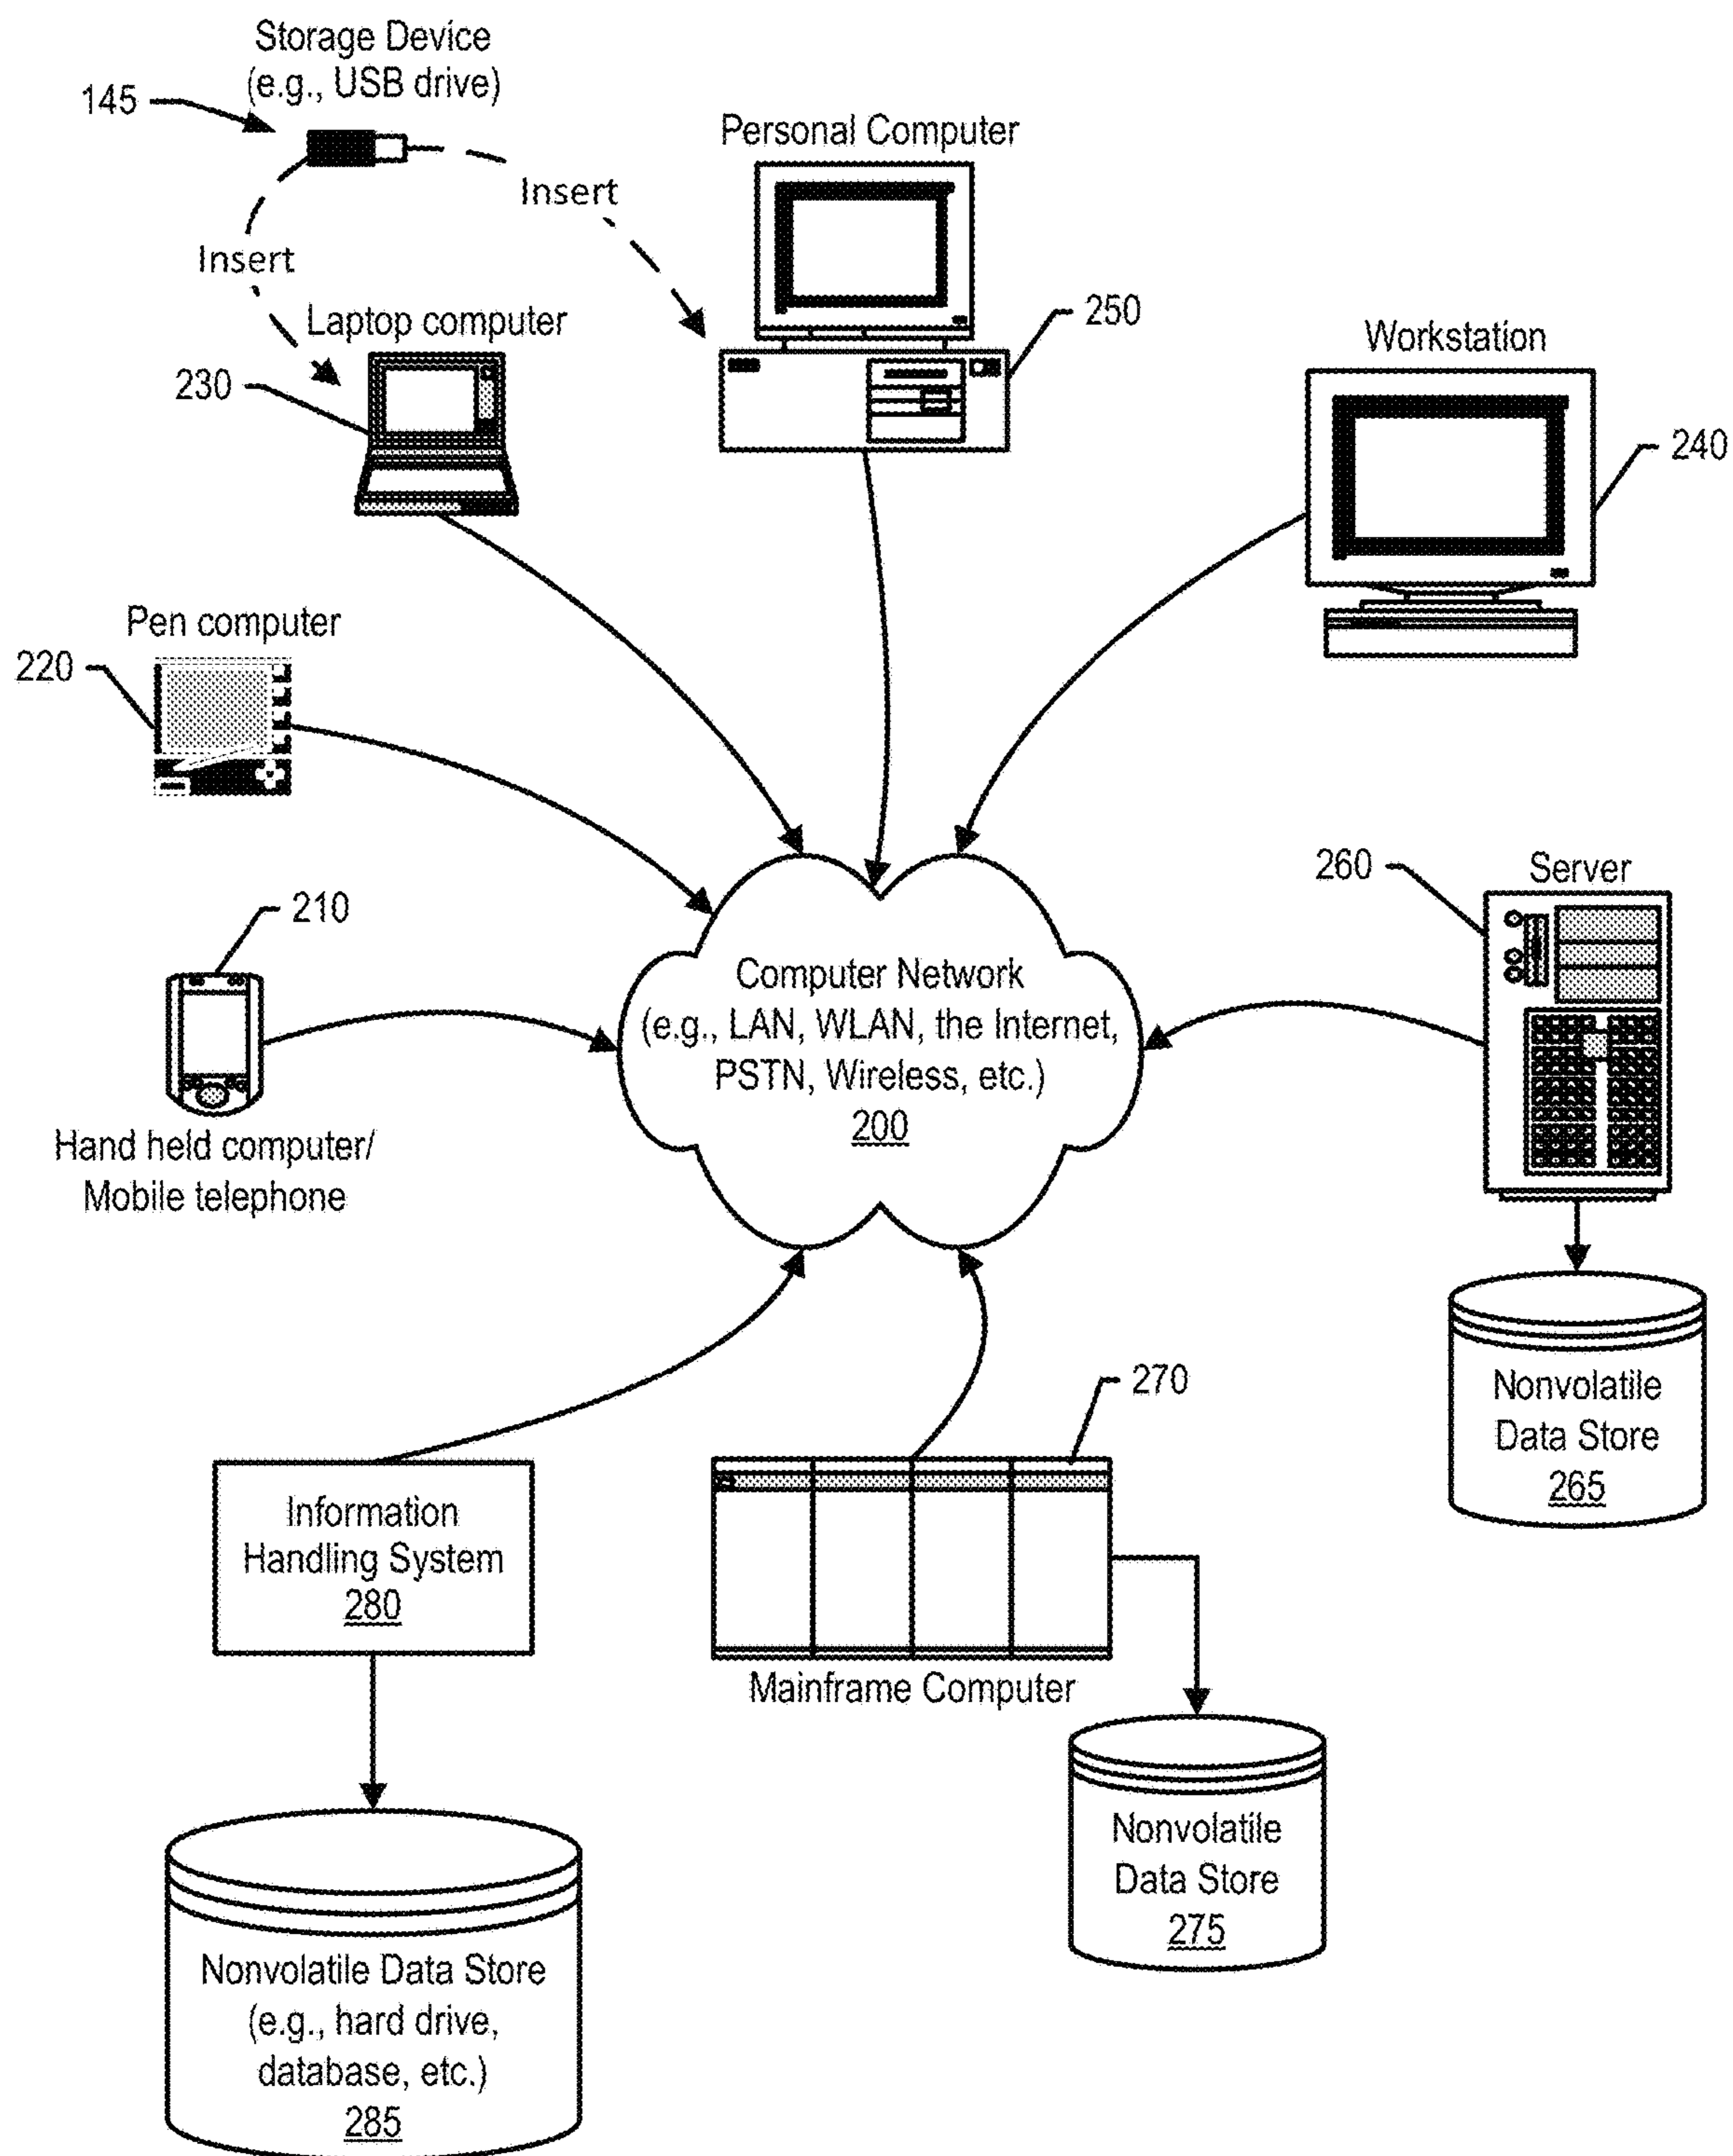 Storage Device
(e.g., USB drive)
145
Personal Computer
Insert
Insert
Laptop computer
250
Workstation
230
240
Pen computer
220
260
Server
210
Computer Network
(e.g., LAN, WLAN, the Internet,
PSTN, Wireless, etc.)
200
Hand held computer/
Mobile telephone
270
Nonvolatile
Data Store
265
Information
Handling System
280
Mainframe Computer
Nonvolatile
Data Store
275
Nonvolatile Data Store
(e.g., hard drive,
database, etc.)
285